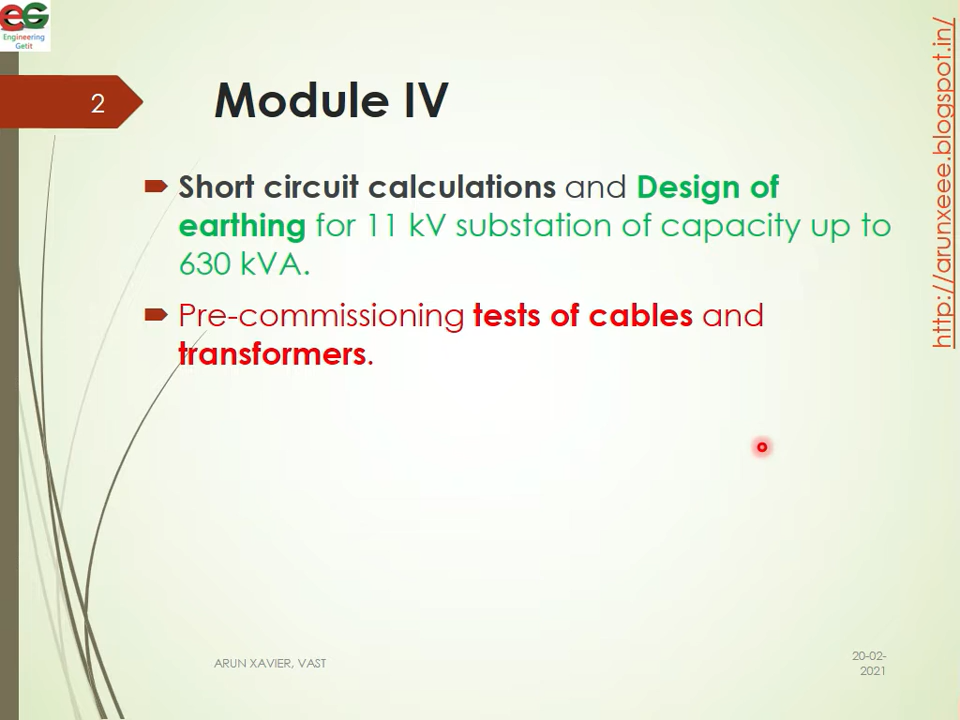 EG
Engineering
Getit
2
Module IV
Short circuit calculations and Design of
earthing for 11 kV substation of capacity up to
630 kVA.
Pre-commissioning tests of cables and
transformers.
http://arunxeee.blogspot.in/
ARUN XAVIER, VAST
20-02-
2021